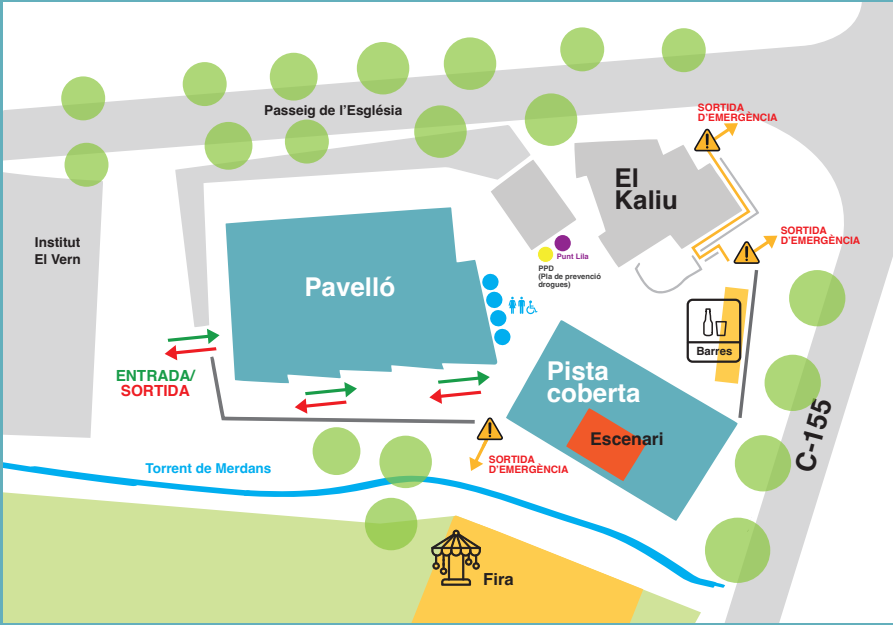 SORTIDA
D'EMERGÈNCIA
Passeig de l'Església
El
Kaliu
Institut
El Vern
SORTIDA
D'EMERGÈNCIA
Punt Lila
PPD
(Pla de prevenció
drogues)
Pavelló
Barres
ENTRADA/
SORTIDA
Pista
coberta
Escenari
C-155
SORTIDA
D'EMERGÈNCIA
Torrent de Merdans
Fira